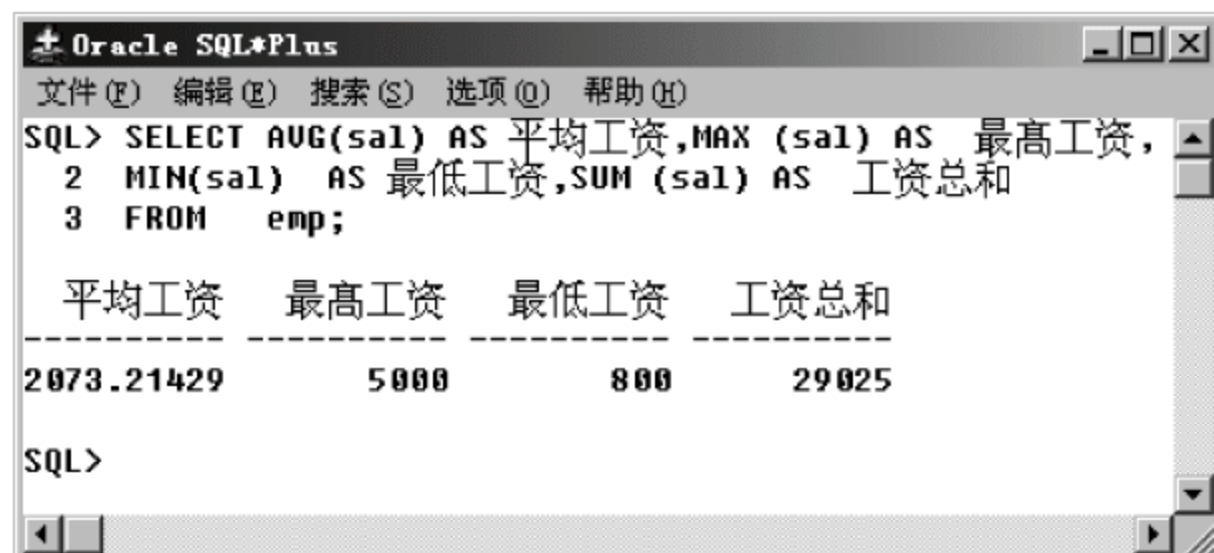 Oracle SQL*Plus
文件(F) 编辑(E) 搜索(S) 选项(O) 帮助(H)
SQL> SELECT AVG(sal) AS 平均工资,MAX (sal) AS 最高工资,
2 MIN(sal) AS 最低工资,SUM (sal) AS 工资总和
3 FROM emp;
平均工资 最高工资 最低工资 工资总和
---------- ---------- ---------- ----------
2073.21429 5000 800 29025
SQL>